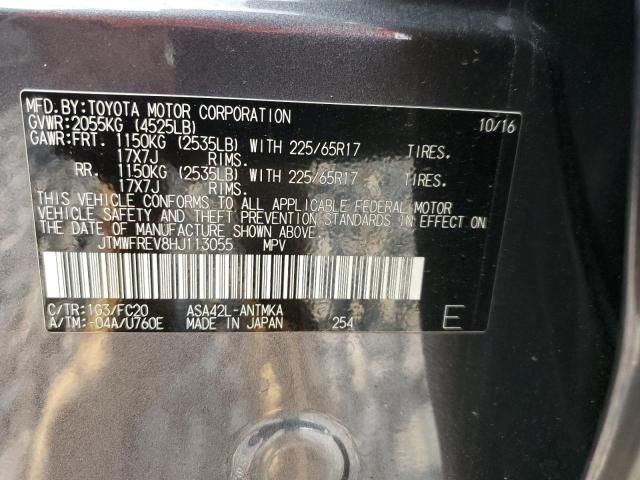 MFD.BY:TOYOTA MOTOR CORPORATION 10/16
GVWR:2055KG (4525LB)
GAWR:FRT. 1150KG (2535LB) WITH 225/65R17 TIRES.
17X7J RIMS.
RR. 1150KG (2535LB) WITH 225/65R17 TIRES.
17X7J RIMS.
THIS VEHICLE CONFORMS TO ALL APPLICABLE FEDERAL MOTOR
VEHICLE SAFETY AND THEFT PREVENTION STANDARDS IN EFFECT ON
THE DATE OF MANUFACTURE SHOWN ABOVE.
JTMWFREV8HJ113055 MPV
C/TR:1G3/FC20 ASA42L-ANTMKA
A/TM:-04A/U760E MADE IN JAPAN 254 E